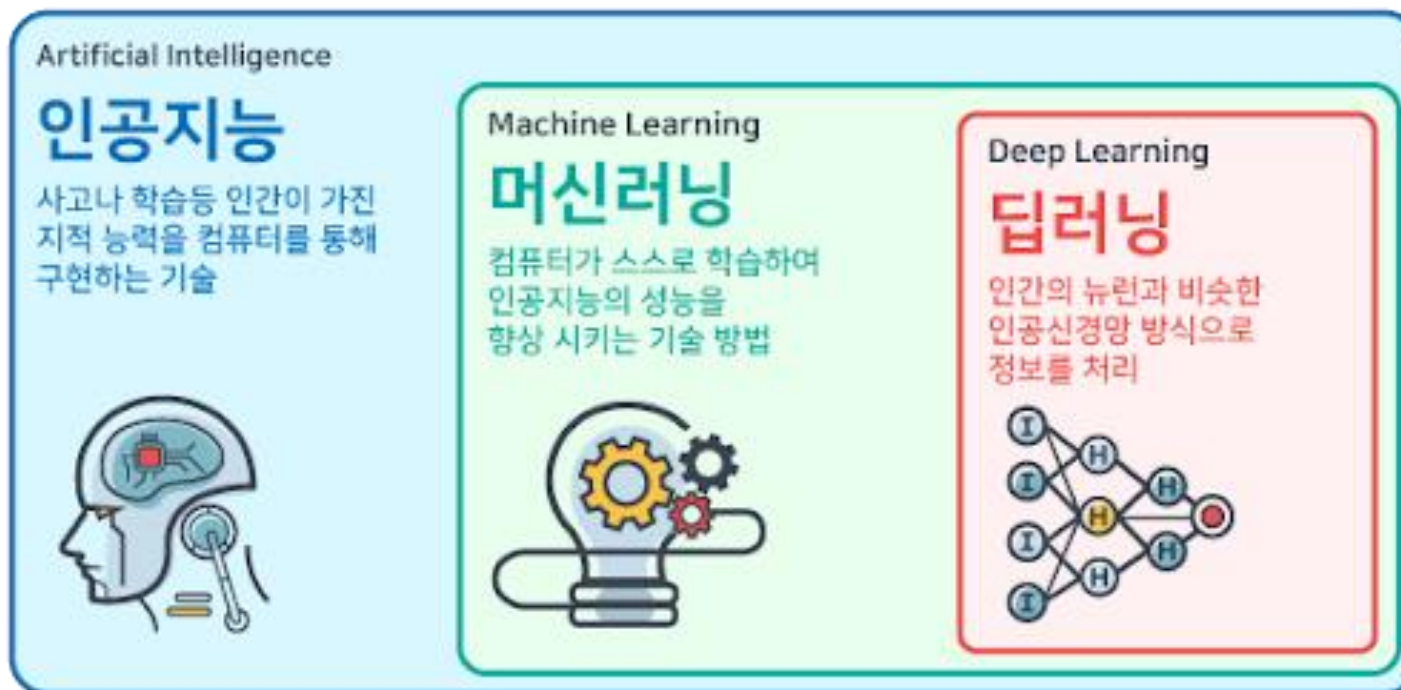 Artificial Intelligence
인공지능
사고나 학습등 인간이 가진
지적 능력을 컴퓨터를 통해
구현하는 기술
Machine Learning
머신러닝
컴퓨터가 스스로 학습하여
인공지능의 성능을
향상 시키는 기술 방법
Deep Learning
딥러닝
인간의 뉴런과 비슷한
인공신경망 방식으로
정보를 처리
I
H
I
H
H
I
H
H
I